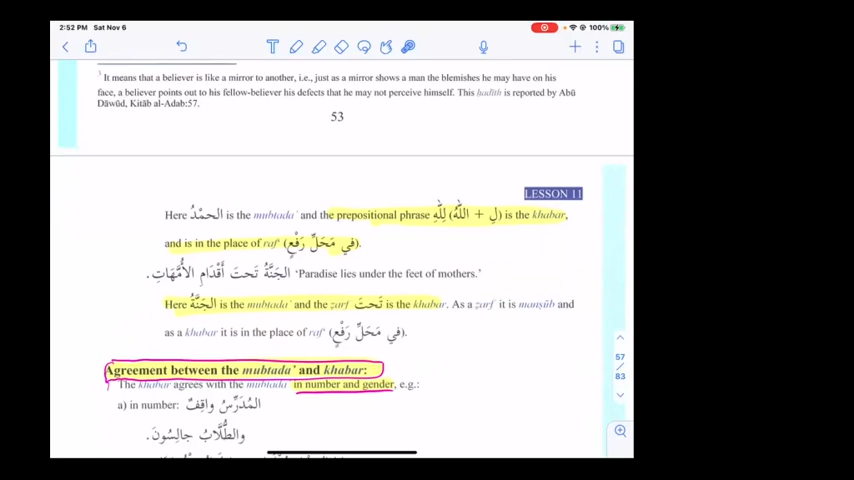 2:52 PM Sat Nov 6
100%
³ It means that a believer is like a mirror to another, i.e., just as a mirror shows a man the blemishes he may have on his
face, a believer points out to his fellow-believer his defects that he may not perceive himself. This ḥadīth is reported by Abū
Dāwūd, Kitāb al-Adab:57.
53
LESSON 11
Here الحَمْدُ is the mubtada' and the prepositional phrase لِلّٰهِ (لِ + اللّٰهُ) is the khabar,
and is in the place of rafʿ (في مَحَلِّ رَفْعٍ).
الجَنَّةُ تَحتَ أَقْدَامِ الأُمَّهَاتِ. 'Paradise lies under the feet of mothers.'
Here الجَنَّةُ is the mubtada' and the ẓarf تَحتَ is the khabar. As a ẓarf it is manṣūb and
as a khabar it is in the place of rafʿ (في مَحَلِّ رَفْعٍ).
Agreement between the mubtada' and khabar:
The khabar agrees with the mubtada' in number and gender, e.g.:
a) in number: المُدَرِّسُ واقِفٌ
والطُّلَّابُ جالِسُونَ.
57
/
83